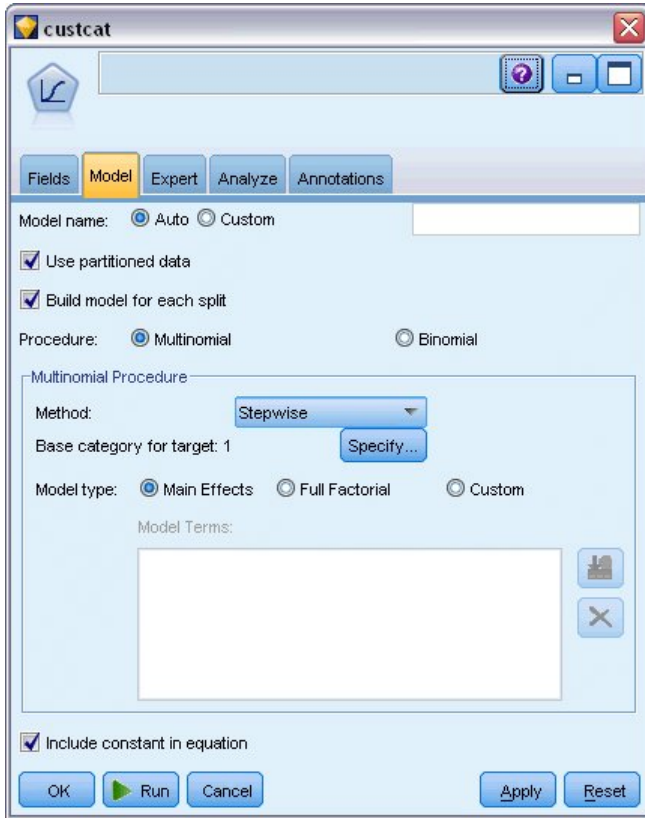 custcat
Fields Model Expert Analyze Annotations
Model name: Auto Custom
Use partitioned data
Build model for each split
Procedure: Multinomial Binomial
Multinomial Procedure
Method: Stepwise
Base category for target: 1 Specify...
Model type: Main Effects Full Factorial Custom
Model Terms:
Include constant in equation
OK Run Cancel Apply Reset